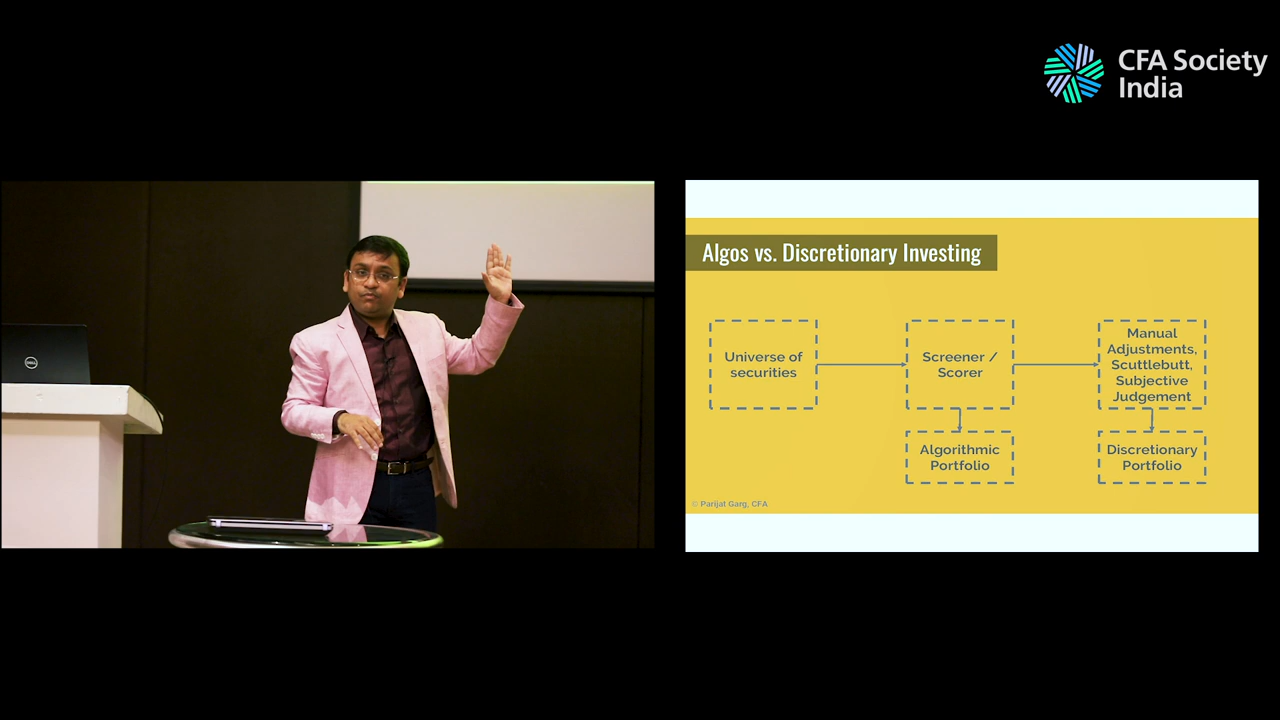 CFA Society
India
Algos vs. Discretionary Investing
Universe of
securities
Screener /
Scorer
Manual
Adjustments,
Scuttlebutt,
Subjective
Judgement
Algorithmic
Portfolio
Discretionary
Portfolio
© Parijat Garg, CFA
DELL